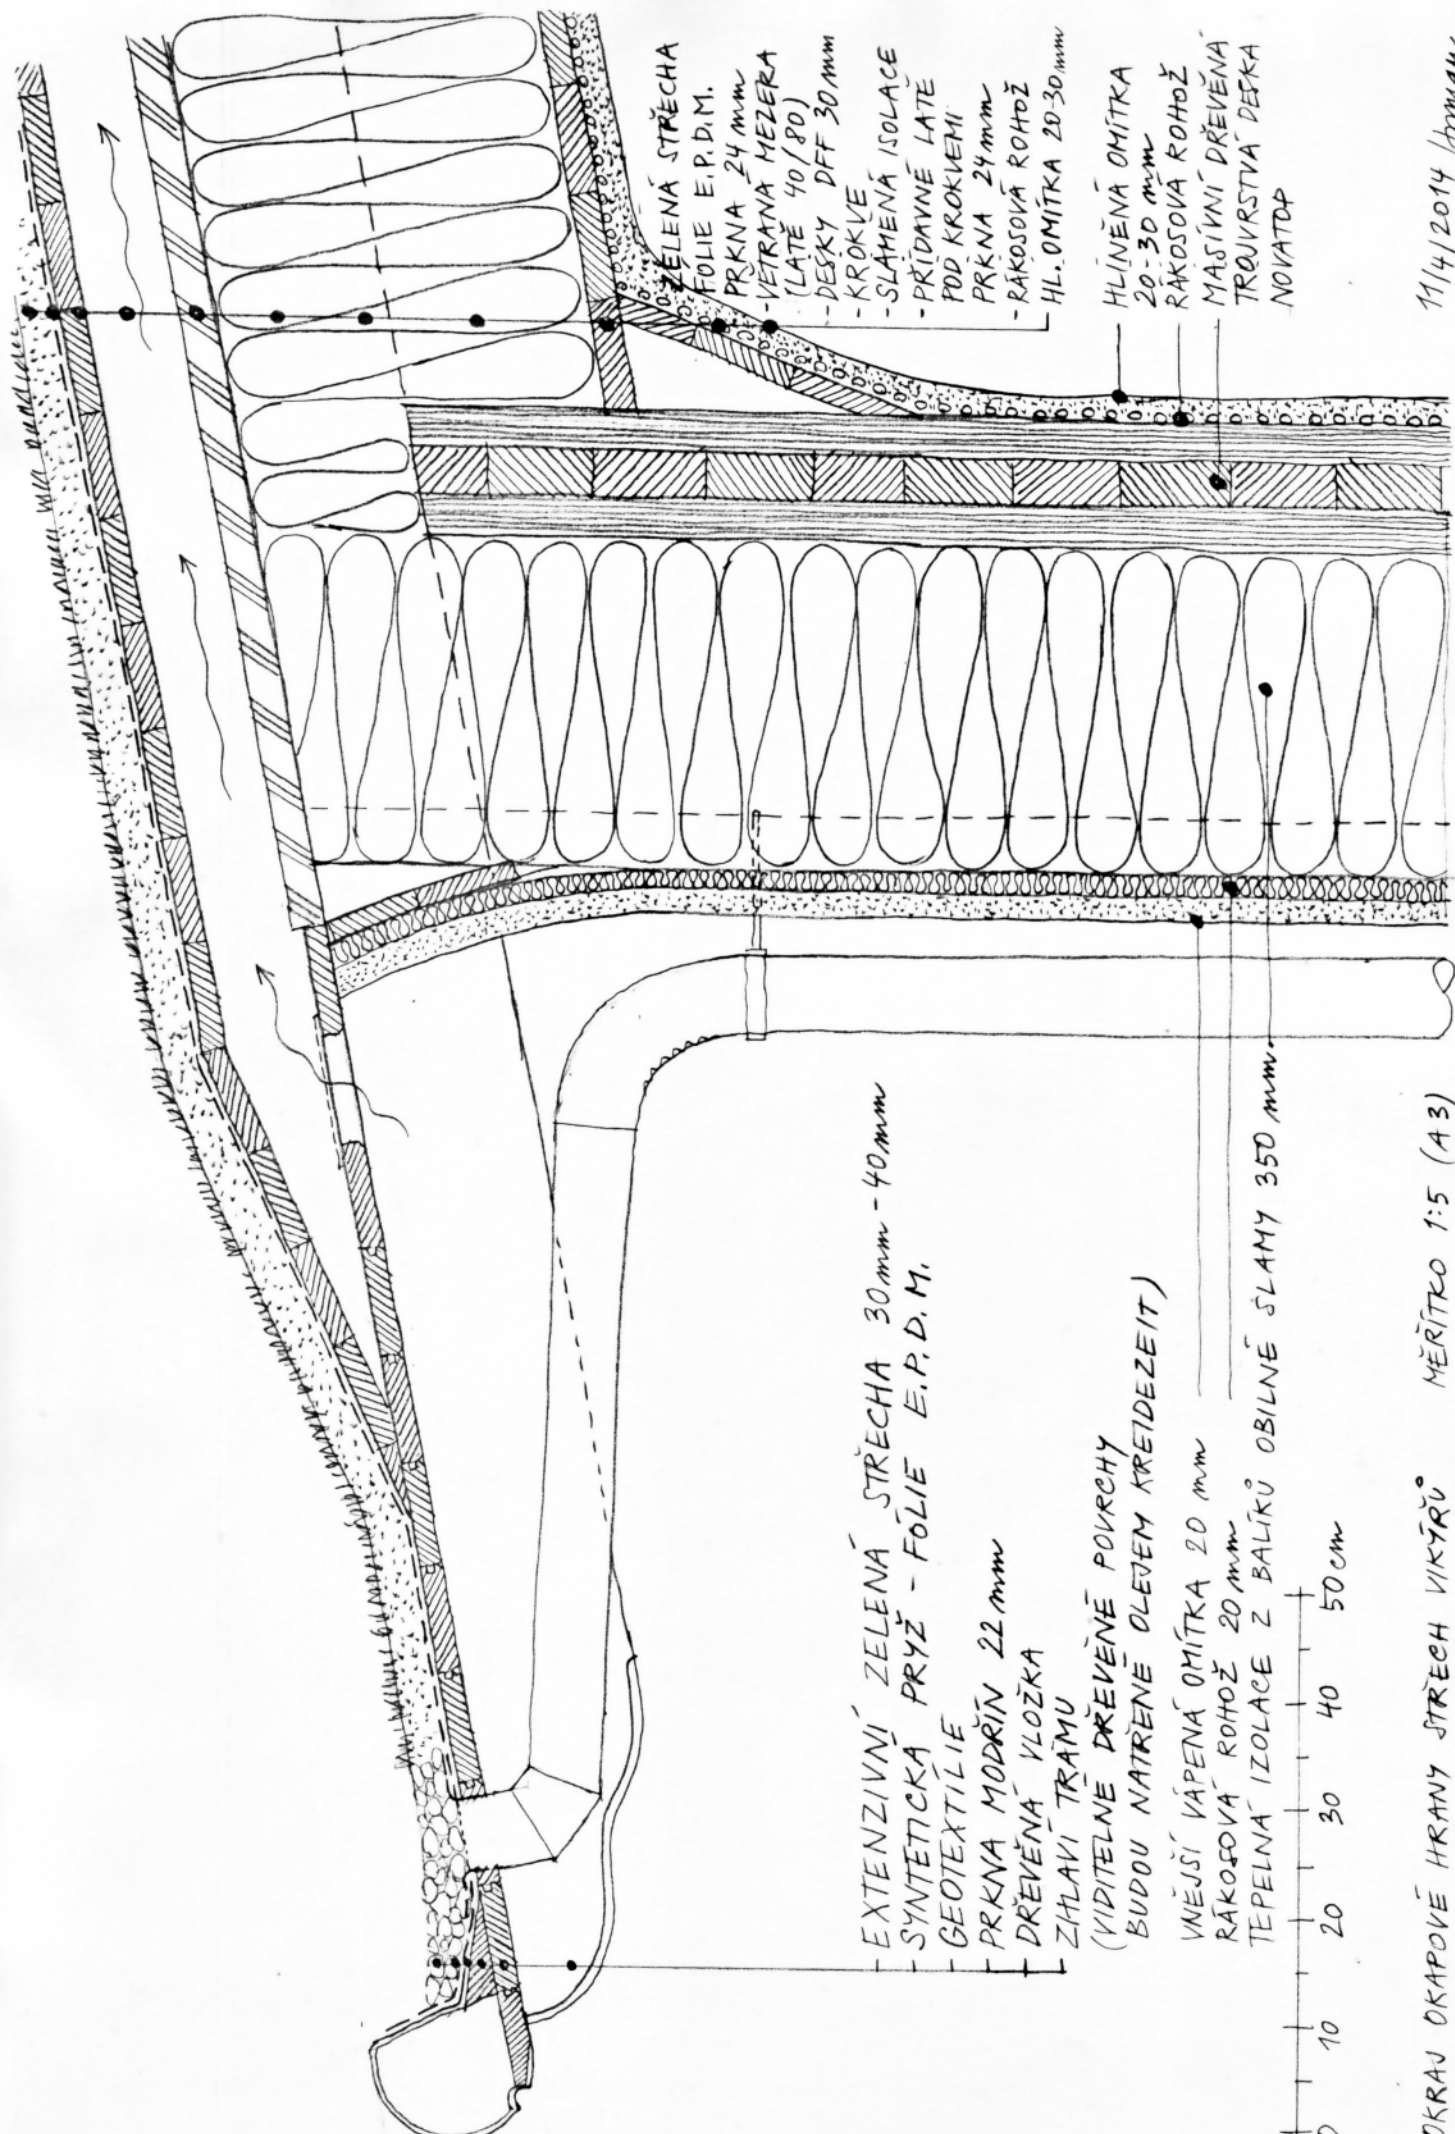 ZELENÁ STŘECHA
FÓLIE E.P.D.M.
PRKNA 24 mm
- VĚTRANÁ MEZERA
(LATĚ 40/80)
- DESKY DFF 30 mm
- KROKVE
- SLAMĚNÁ ISOLACE
- PŘÍDAVNÉ LATĚ
POD KROKVEMI
PRKNA 24 mm
- RÁKOSOVÁ ROHOŽ
HL. OMÍTKA 20-30 mm
HLINĚNÁ OMÍTKA
20-30 mm
RÁKOSOVÁ ROHOŽ
MASIVNÍ DŘEVĚNÁ
TROJVRSTVÁ DESKA
NOVATOP
EXTENZIVNÍ ZELENÁ STŘECHA 30 mm - 40 mm
SYNTETICKÁ PRYŽ - FÓLIE E.P.D.M.
GEOTEXTÍLIE
PRKNA MODŘÍN 22 mm
DŘEVĚNÁ VLOŽKA
ZHLAVÍ TRÁMU
(VIDITELNÉ DŘEVĚNÉ POVRCHY
BUDOU NATŘENÉ OLEJEM KREIDEZEIT)
VNĚJŠÍ VÁPENÁ OMÍTKA 20 mm
RÁKOSOVÁ ROHOŽ 20 mm
TEPELNÁ IZOLACE Z BALÍKŮ OBILNÉ SLÁMY 350 mm
0 10 20 30 40 50 cm
OKRAJ OKAPOVÉ HRANY STŘECH VIKÝŘŮ MĚŘÍTKO 1:5 (A3) 11/4/2014